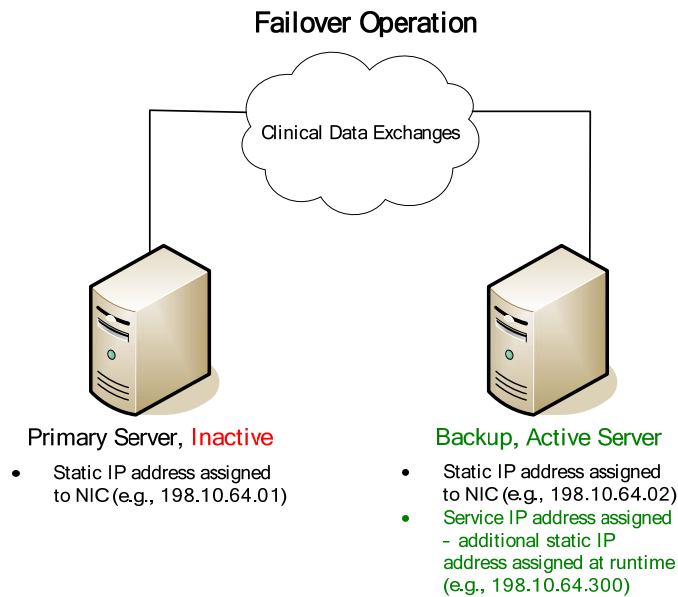 Failover Operation
Clinical Data Exchanges
Primary Server, Inactive
• Static IP address assigned
to NIC (e.g., 198.10.64.01)
Backup, Active Server
• Static IP address assigned
to NIC (e.g., 198.10.64.02)
• Service IP address assigned
– additional static IP
address assigned at runtime
(e.g., 198.10.64.300)